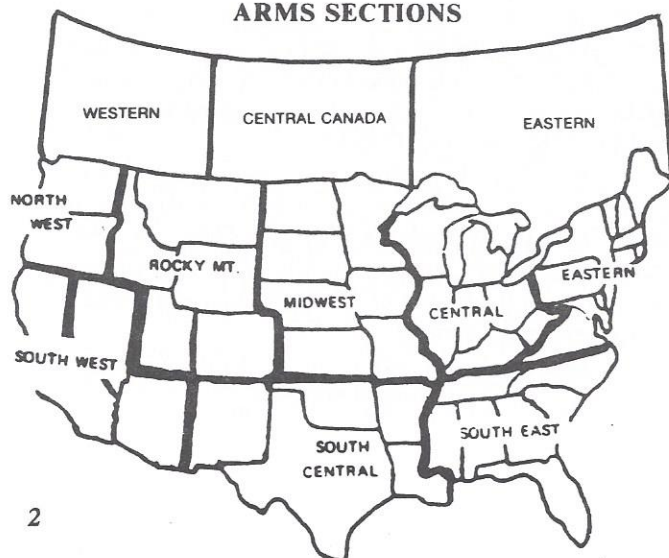 ARMS SECTIONS
WESTERN
CENTRAL CANADA
EASTERN
NORTH
WEST
ROCKY MT.
MIDWEST
CENTRAL
EASTERN
SOUTH WEST
SOUTH
CENTRAL
SOUTH EAST
2